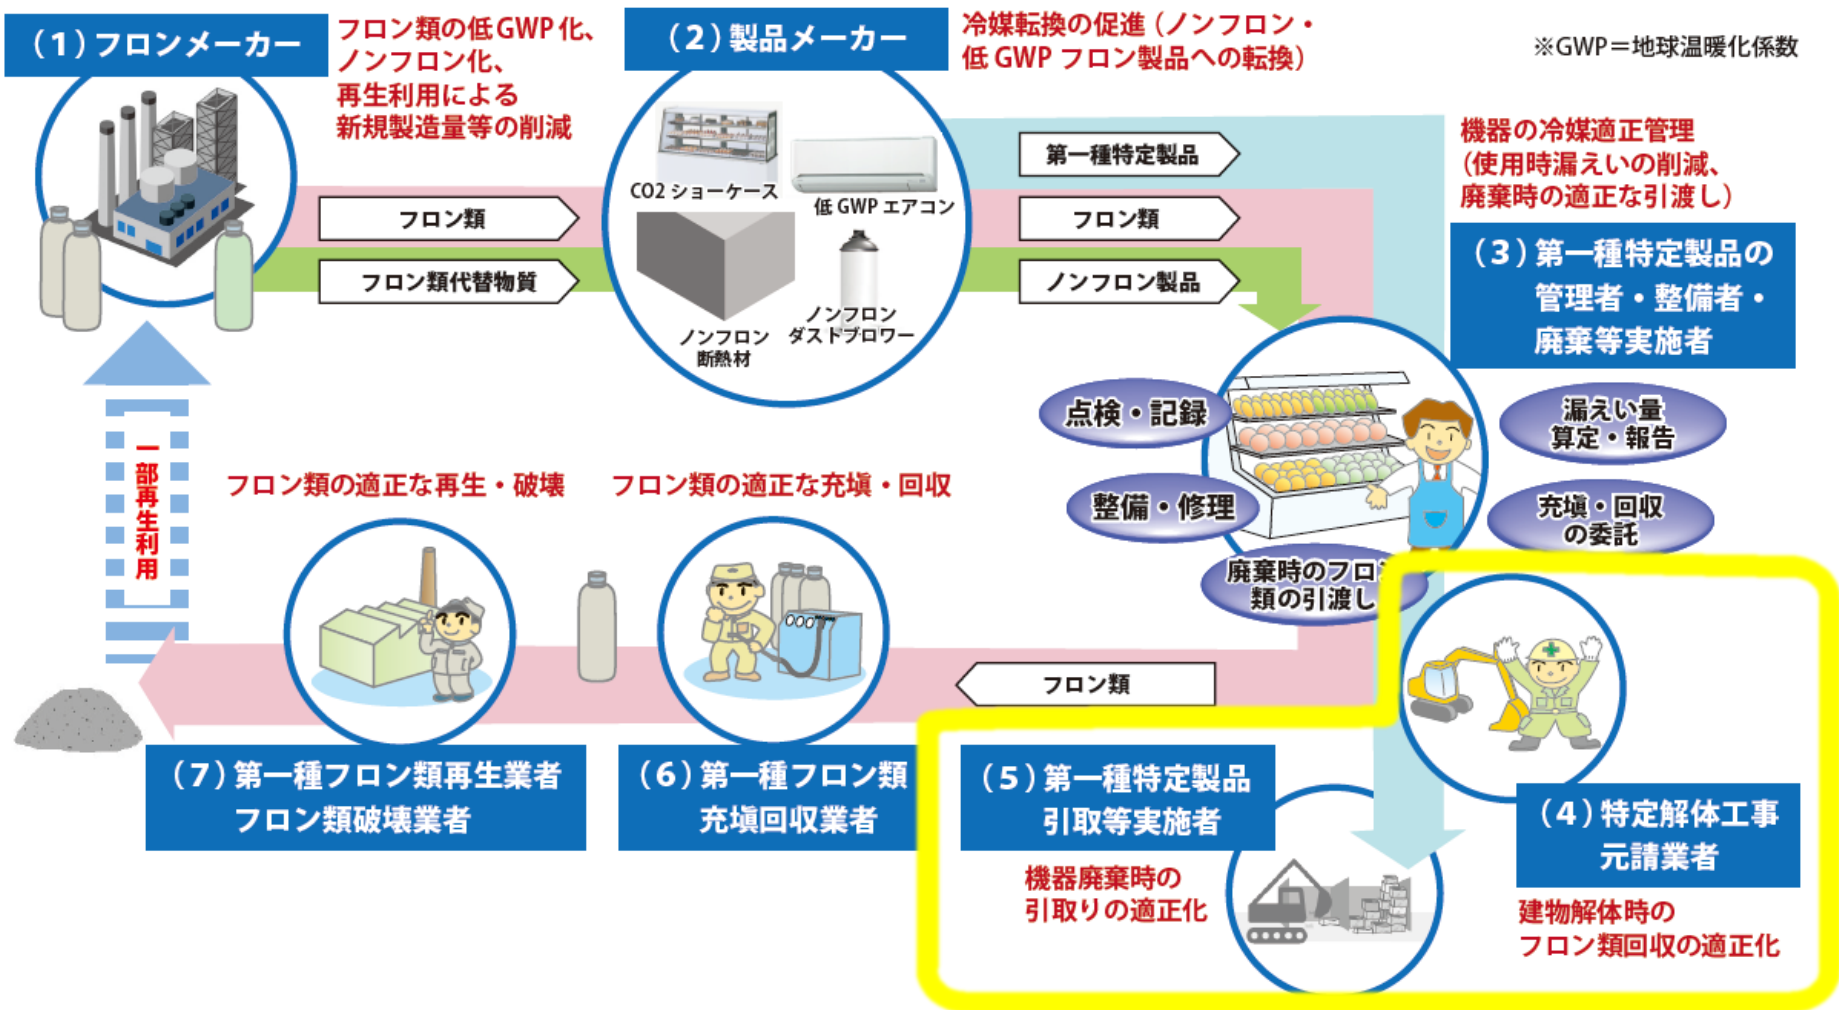 （1）フロンメーカー
フロン類の低GWP化、
ノンフロン化、
再生利用による
新規製造量等の削減
（2）製品メーカー
冷媒転換の促進（ノンフロン・
低GWPフロン製品への転換）
※GWP＝地球温暖化係数
フロン類
フロン類代替物質
CO2ショーケース
低GWPエアコン
ノンフロン
断熱材
ノンフロン
ダストブロワー
第一種特定製品
フロン類
ノンフロン製品
機器の冷媒適正管理
（使用時漏えいの削減、
廃棄時の適正な引渡し）
（3）第一種特定製品の
管理者・整備者・
廃棄等実施者
点検・記録
整備・修理
廃棄時のフロン
類の引渡し
漏えい量
算定・報告
充塡・回収
の委託
一部再生利用
フロン類の適正な再生・破壊
フロン類の適正な充塡・回収
フロン類
（7）第一種フロン類再生業者
フロン類破壊業者
（6）第一種フロン類
充塡回収業者
（5）第一種特定製品
引取等実施者
機器廃棄時の
引取りの適正化
（4）特定解体工事
元請業者
建物解体時の
フロン類回収の適正化